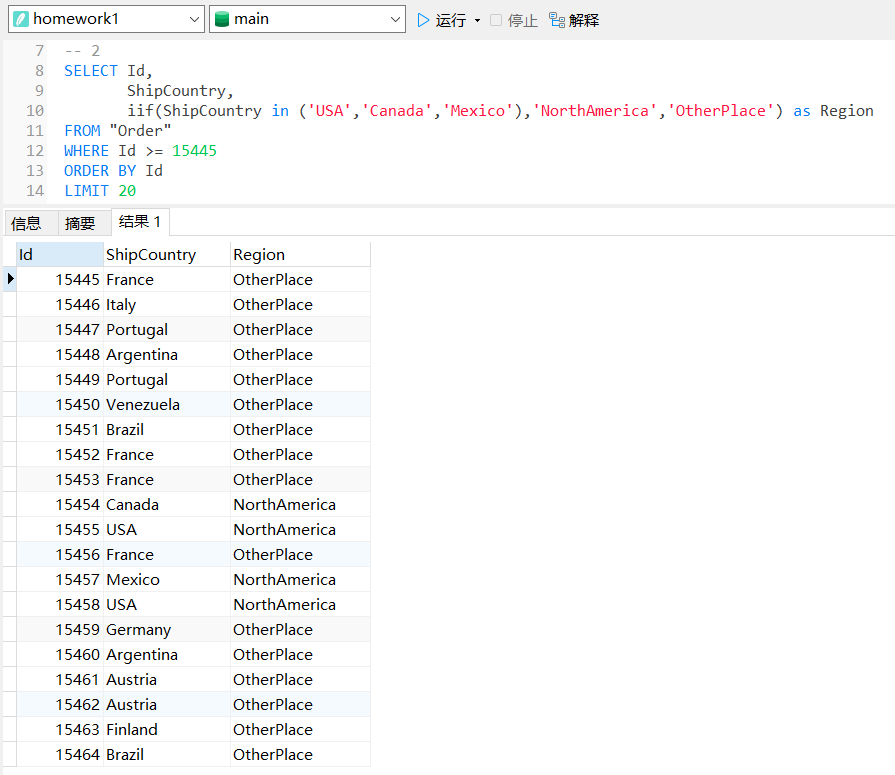 homework1 main 运行 停止 解释
7 -- 2
8 SELECT Id,
9 ShipCountry,
10 iif(ShipCountry in ('USA','Canada','Mexico'),'NorthAmerica','OtherPlace') as Region
11 FROM "Order"
12 WHERE Id >= 15445
13 ORDER BY Id
14 LIMIT 20
信息 摘要 结果 1
Id ShipCountry Region
15445 France OtherPlace
15446 Italy OtherPlace
15447 Portugal OtherPlace
15448 Argentina OtherPlace
15449 Portugal OtherPlace
15450 Venezuela OtherPlace
15451 Brazil OtherPlace
15452 France OtherPlace
15453 France OtherPlace
15454 Canada NorthAmerica
15455 USA NorthAmerica
15456 France OtherPlace
15457 Mexico NorthAmerica
15458 USA NorthAmerica
15459 Germany OtherPlace
15460 Argentina OtherPlace
15461 Austria OtherPlace
15462 Austria OtherPlace
15463 Finland OtherPlace
15464 Brazil OtherPlace